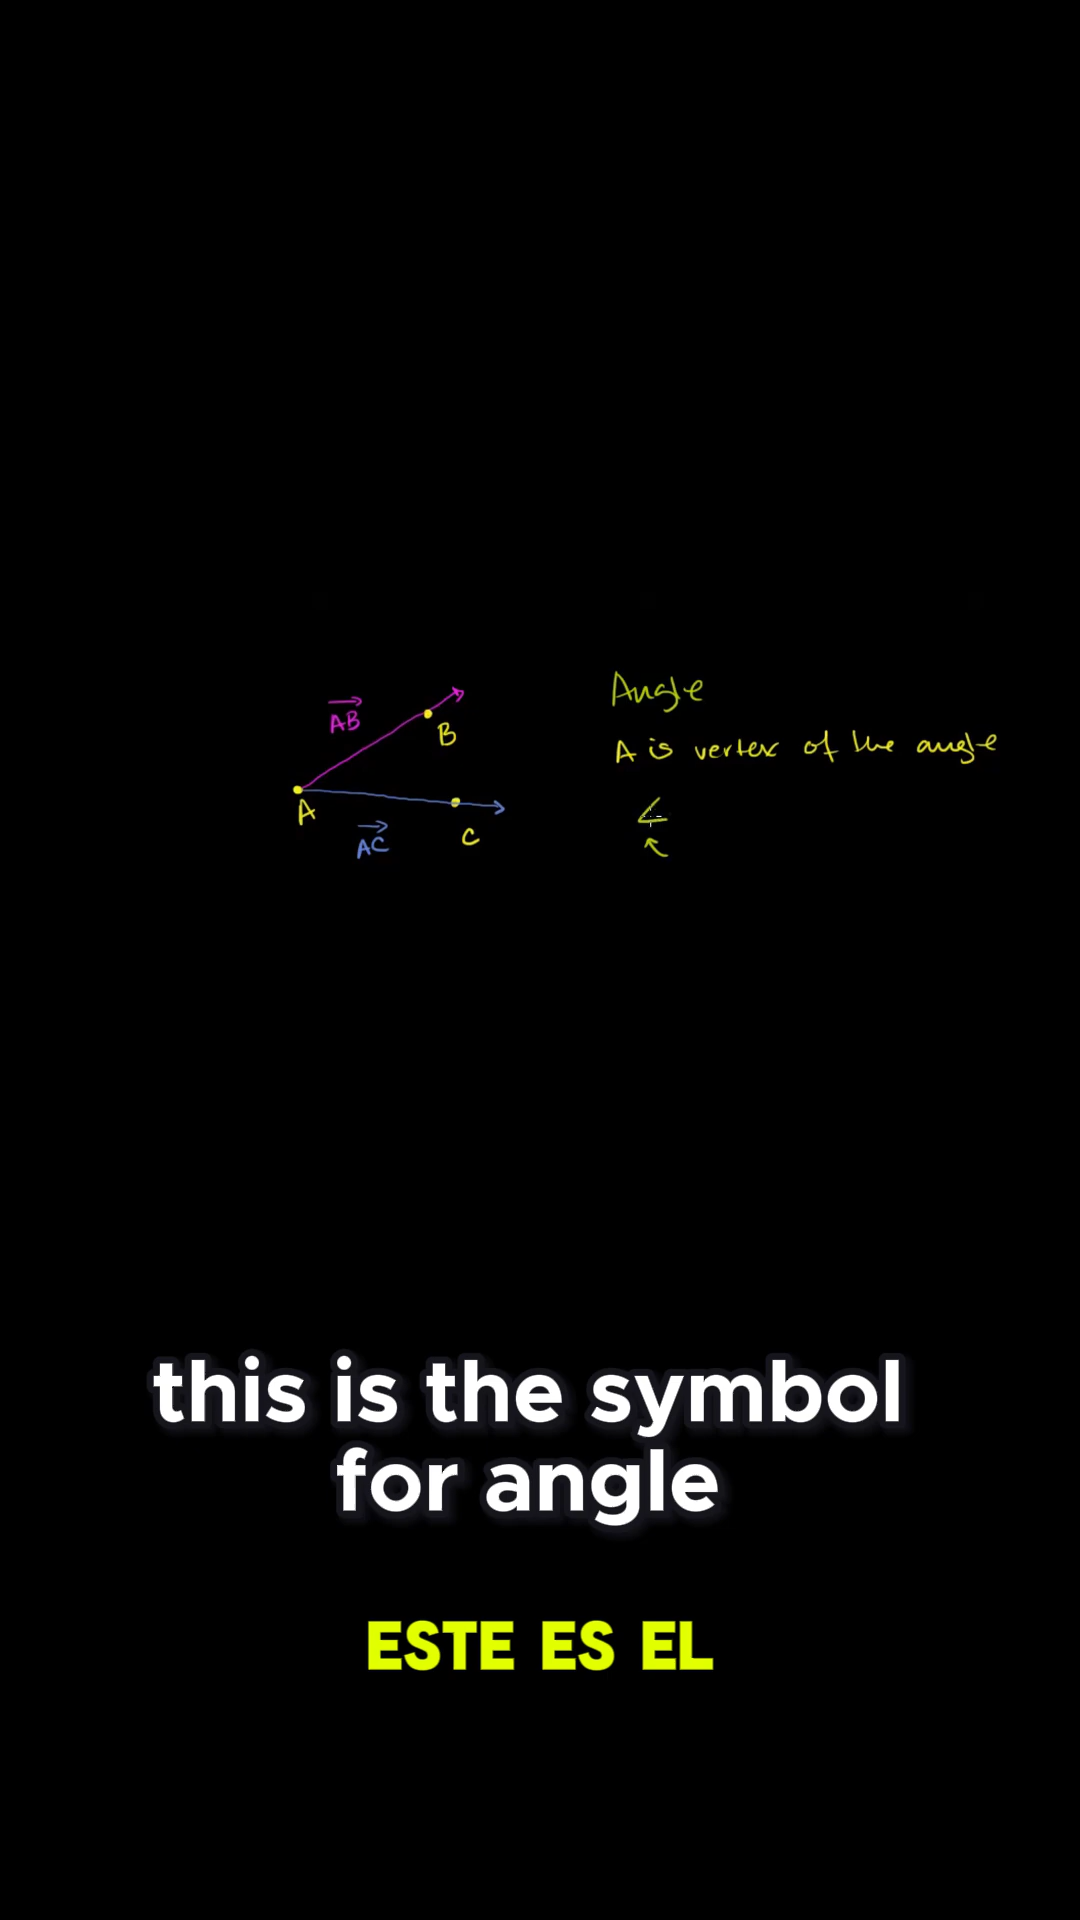 AB
B
A
AC
C
Angle
A is vertex of the angle
∠
this is the symbol
for angle
ESTE ES EL